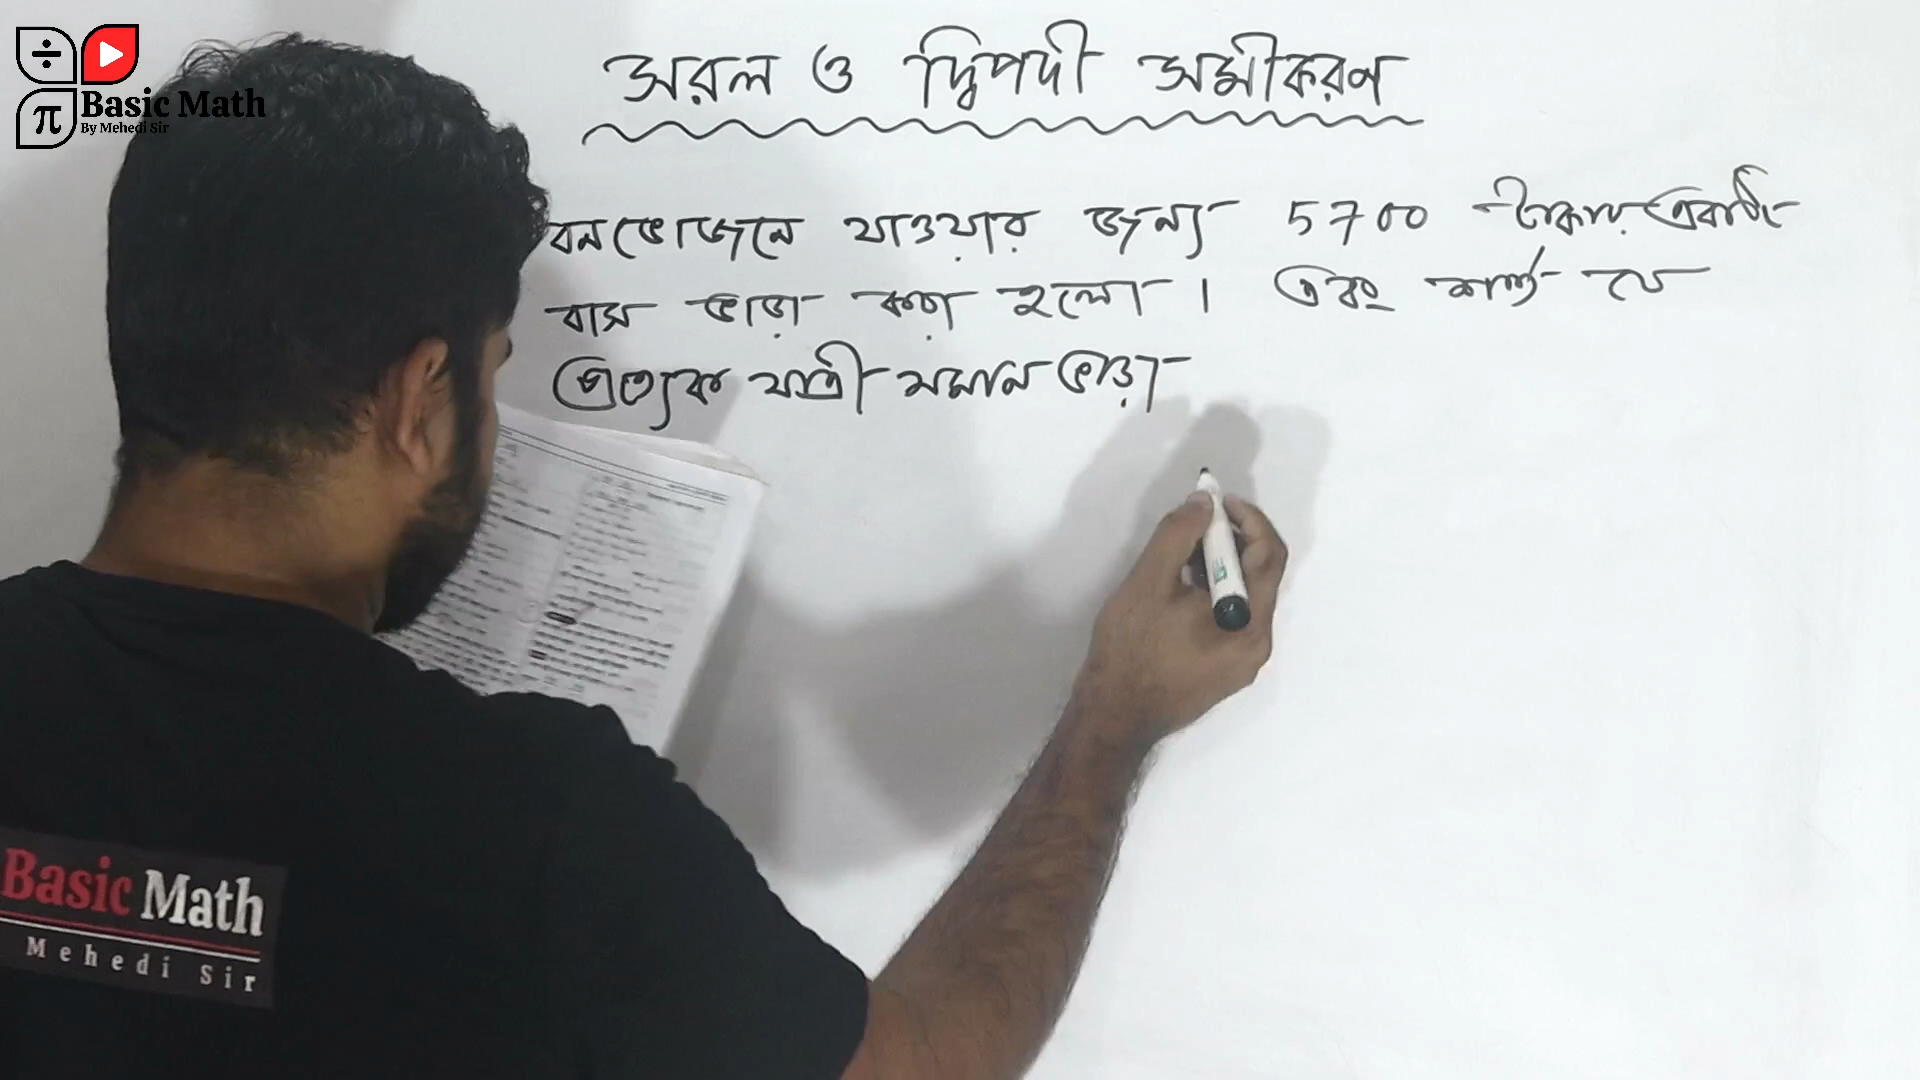 Basic Math
By Mehedi Sir
সরল ও দ্বিপদী সমীকরণ
বনভোজনে যাওয়ার জন্য 5700 টাকায় একটি
বাস ভাড়া করা হলো। এবং শর্ত যে
প্রত্যেক যাত্রী সমান ভাড়া
Basic Math
Mehedi Sir